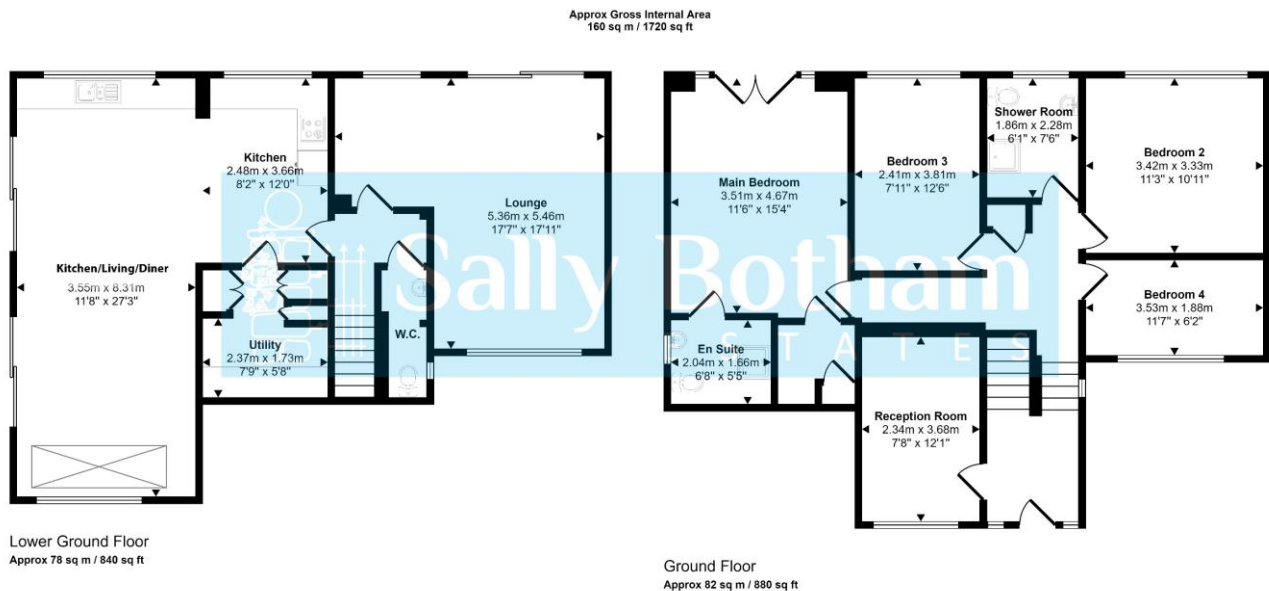 Approx Gross Internal Area
160 sq m / 1720 sq ft
Kitchen
2.48m x 3.66m
8'2" x 12'0"
Lounge
5.36m x 5.46m
17'7" x 17'11"
Kitchen/Living/Diner
3.55m x 8.31m
11'8" x 27'3"
Utility
2.37m x 1.73m
7'9" x 5'8"
W.C.
Lower Ground Floor
Approx 78 sq m / 840 sq ft
Main Bedroom
3.51m x 4.67m
11'6" x 15'4"
Bedroom 3
2.41m x 3.81m
7'11" x 12'6"
Shower Room
1.86m x 2.28m
6'1" x 7'6"
Bedroom 2
3.42m x 3.33m
11'3" x 10'11"
Bedroom 4
3.53m x 1.88m
11'7" x 6'2"
En Suite
2.04m x 1.66m
6'8" x 5'5"
Reception Room
2.34m x 3.68m
7'8" x 12'1"
Ground Floor
Approx 82 sq m / 880 sq ft
Sally Botham
ESTATES